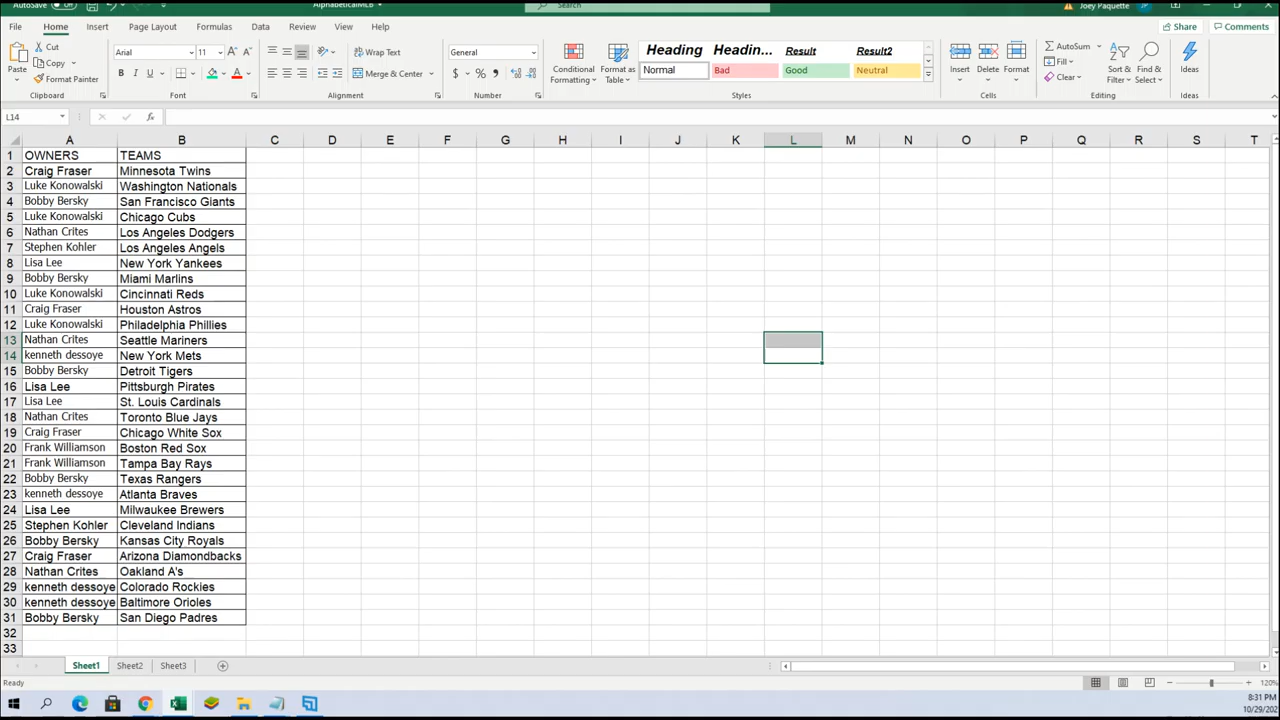 AutoSave
AlphabeticalMLB
Search
Joey Paquette
File Home Insert Page Layout Formulas Data Review View Help
Share Comments
Paste
Cut
Copy
Format Painter
Clipboard
Arial 11
B I U
Font
Wrap Text
Merge & Center
Alignment
General
$ % 9
Number
Conditional Formatting
Format as Table
Heading Headin... Result Result2
Normal Bad Good Neutral
Styles
Insert Delete Format
Cells
AutoSum
Fill
Clear
Sort & Filter
Find & Select
Editing
Ideas
Ideas
L14 fx
A B C D E F G H I J K L M N O P Q R S T
1 OWNERS TEAMS
2 Craig Fraser Minnesota Twins
3 Luke Konowalski Washington Nationals
4 Bobby Bersky San Francisco Giants
5 Luke Konowalski Chicago Cubs
6 Nathan Crites Los Angeles Dodgers
7 Stephen Kohler Los Angeles Angels
8 Lisa Lee New York Yankees
9 Bobby Bersky Miami Marlins
10 Luke Konowalski Cincinnati Reds
11 Craig Fraser Houston Astros
12 Luke Konowalski Philadelphia Phillies
13 Nathan Crites Seattle Mariners
14 kenneth dessoye New York Mets
15 Bobby Bersky Detroit Tigers
16 Lisa Lee Pittsburgh Pirates
17 Lisa Lee St. Louis Cardinals
18 Nathan Crites Toronto Blue Jays
19 Craig Fraser Chicago White Sox
20 Frank Williamson Boston Red Sox
21 Frank Williamson Tampa Bay Rays
22 Bobby Bersky Texas Rangers
23 kenneth dessoye Atlanta Braves
24 Lisa Lee Milwaukee Brewers
25 Stephen Kohler Cleveland Indians
26 Bobby Bersky Kansas City Royals
27 Craig Fraser Arizona Diamondbacks
28 Nathan Crites Oakland A's
29 kenneth dessoye Colorado Rockies
30 kenneth dessoye Baltimore Orioles
31 Bobby Bersky San Diego Padres
32
33
Sheet1 Sheet2 Sheet3
Ready
120%
8:31 PM
10/29/202